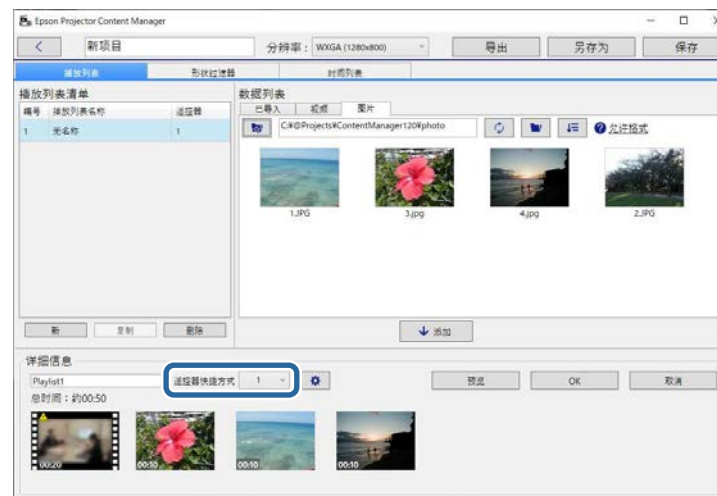 Epson Projector Content Manager
新项目
分辨率： WXGA (1280x800)
导出
另存为
保存
播放列表
形状过滤器
时间列表
播放列表清单
编号 播放列表名称 遥控器
1 无名称 1
新
复制
删除
数据列表
已导入 视频 图片
C:¥@Projects¥ContentManager120¥photo
允许格式
1.JPG
3.jpg
4.jpg
2.JPG
添加
详细信息
Playlist1
遥控器快捷方式 1
预览
OK
取消
总时间：约00:50
00:20
00:10
00:10
00:10